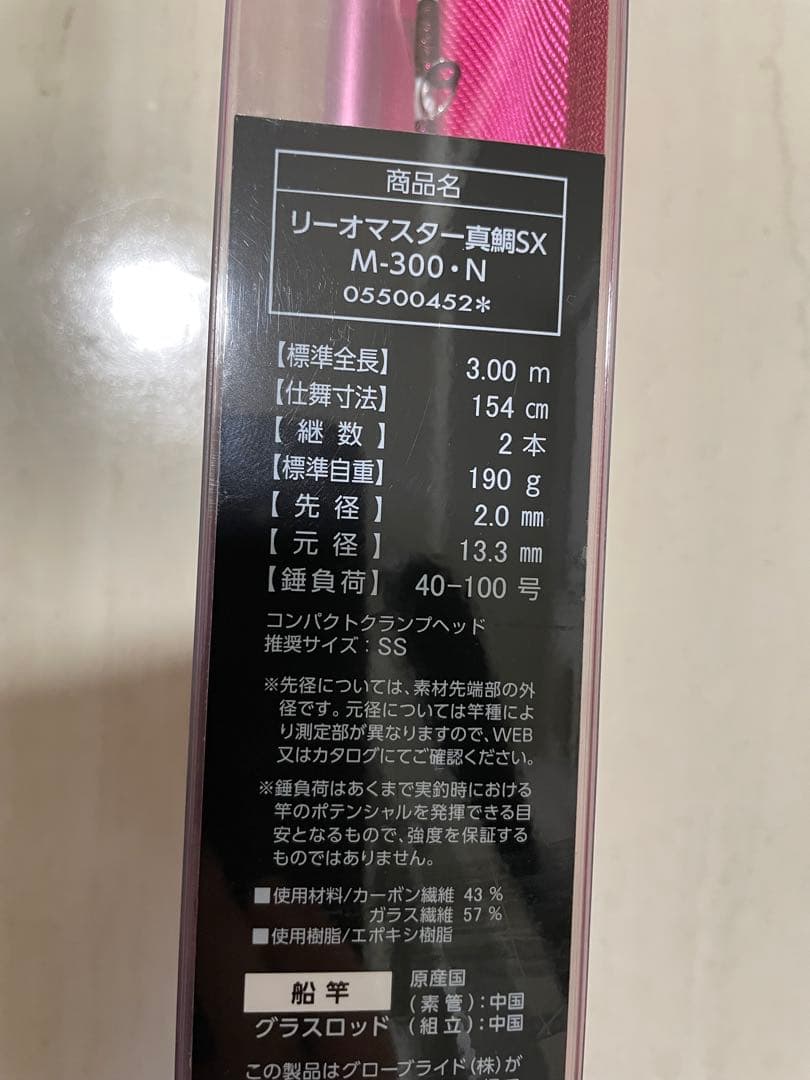 商品名
リーオマスター真鯛SX
M-300・N
05500452*
【標準全長】 3.00 m
【仕舞寸法】 154 cm
【継数】 2 本
【標準自重】 190 g
【先径】 2.0 mm
【元径】 13.3 mm
【錘負荷】 40-100 号
コンパクトクランプヘッド
推奨サイズ:SS
※先径については、素材先端部の外
径です。元径については竿種によ
り測定部が異なりますので、WEB
又はカタログにてご確認ください。
※錘負荷はあくまで実釣時における
竿のポテンシャルを発揮できる目
安となるもので、強度を保証する
ものではありません。
■使用材料/カーボン繊維 43 %
ガラス繊維 57 %
■使用樹脂/エポキシ樹脂
船竿 原産国
(素管):中国
グラスロッド (組立):中国
この製品はグローブライド(株)が